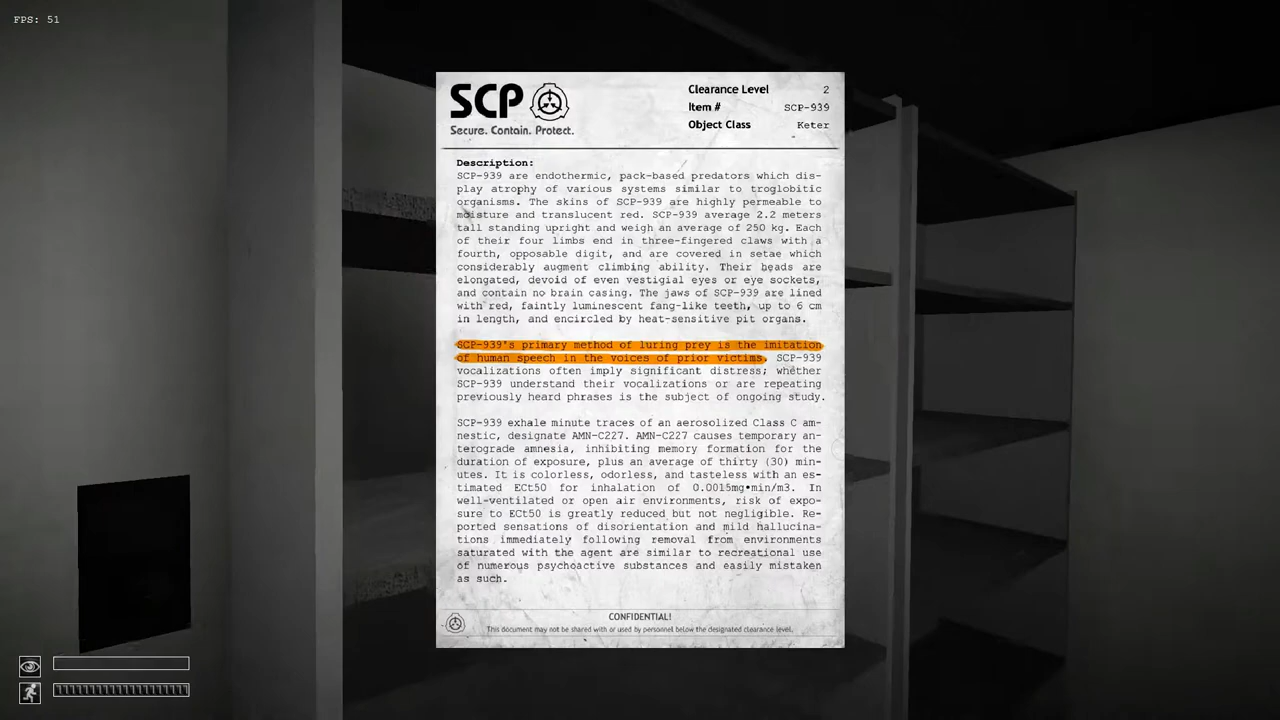 FPS: 51
SCP
Secure. Contain. Protect.
Clearance Level 2
Item # SCP-939
Object Class Keter
Description:
SCP-939 are endothermic, pack-based predators which dis-
play atrophy of various systems similar to troglobitic
organisms. The skins of SCP-939 are highly permeable to
moisture and translucent red. SCP-939 average 2.2 meters
tall standing upright and weigh an average of 250 kg. Each
of their four limbs end in three-fingered claws with a
fourth, opposable digit, and are covered in setae which
considerably augment climbing ability. Their heads are
elongated, devoid of even vestigial eyes or eye sockets,
and contain no brain casing. The jaws of SCP-939 are lined
with red, faintly luminescent fang-like teeth, up to 6 cm
in length, and encircled by heat-sensitive pit organs.
SCP-939's primary method of luring prey is the imitation
of human speech in the voices of prior victims. SCP-939
vocalizations often imply significant distress; whether
SCP-939 understand their vocalizations or are repeating
previously heard phrases is the subject of ongoing study.
SCP-939 exhale minute traces of an aerosolized Class C am-
nestic, designate AMN-C227. AMN-C227 causes temporary an-
terograde amnesia, inhibiting memory formation for the
duration of exposure, plus an average of thirty (30) min-
utes. It is colorless, odorless, and tasteless with an es-
timated ECt50 for inhalation of 0.0015mg•min/m3. In
well-ventilated or open air environments, risk of expo-
sure to ECt50 is greatly reduced but not negligible. Re-
ported sensations of disorientation and mild hallucina-
tions immediately following removal from environments
saturated with the agent are similar to recreational use
of numerous psychoactive substances and easily mistaken
as such.
CONFIDENTIAL!
This document may not be shared with or used by personnel below the designated clearance level.